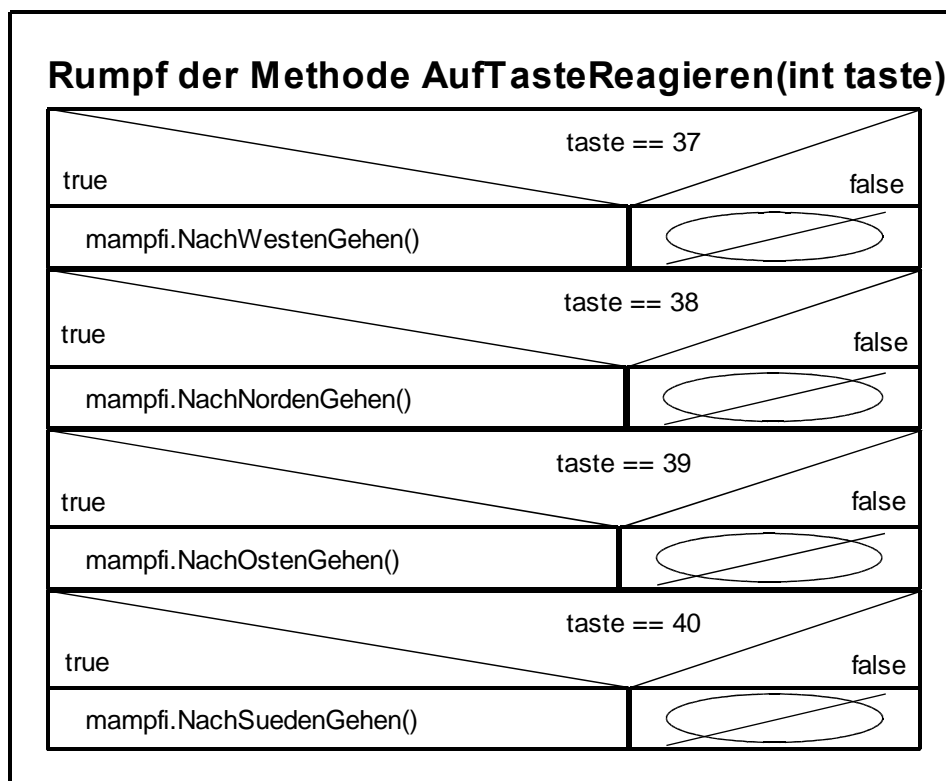 Rumpf der Methode AufTasteReagieren(int taste)
taste == 37
true
false
mampfi.NachWestenGehen()
taste == 38
true
false
mampfi.NachNordenGehen()
taste == 39
true
false
mampfi.NachOstenGehen()
taste == 40
true
false
mampfi.NachSuedenGehen()